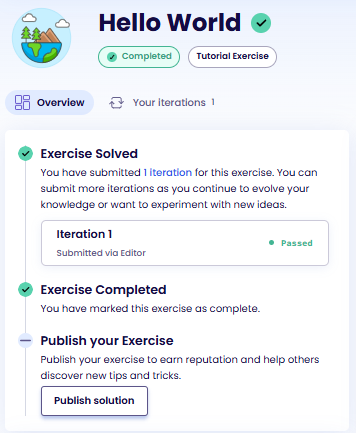 Hello World
Completed
Tutorial Exercise
Overview
Your iterations 1
Exercise Solved
You have submitted 1 iteration for this exercise. You can
submit more iterations as you continue to evolve your
knowledge or want to experiment with new ideas.
Iteration 1
Submitted via Editor
Passed
Exercise Completed
You have marked this exercise as complete.
Publish your Exercise
Publish your exercise to earn reputation and help others
discover new tips and tricks.
Publish solution